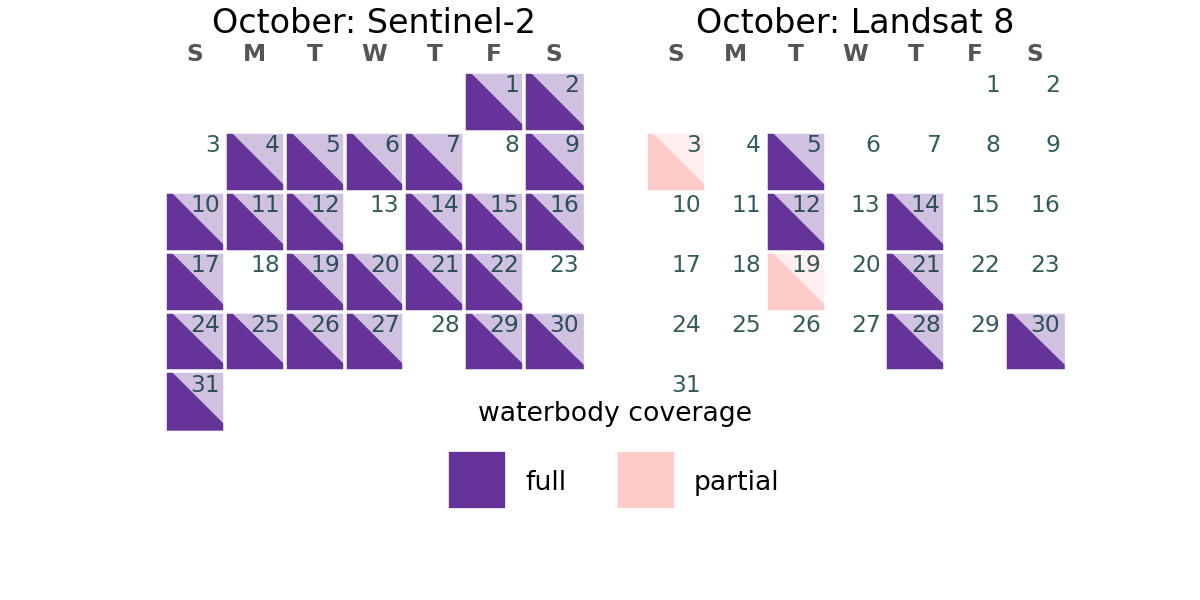 October: Sentinel-2
S M T W T F S
1 2
3 4 5 6 7 8 9
10 11 12 13 14 15 16
17 18 19 20 21 22 23
24 25 26 27 28 29 30
31
October: Landsat 8
S M T W T F S
1 2
3 4 5 6 7 8 9
10 11 12 13 14 15 16
17 18 19 20 21 22 23
24 25 26 27 28 29 30
31
waterbody coverage
full partial